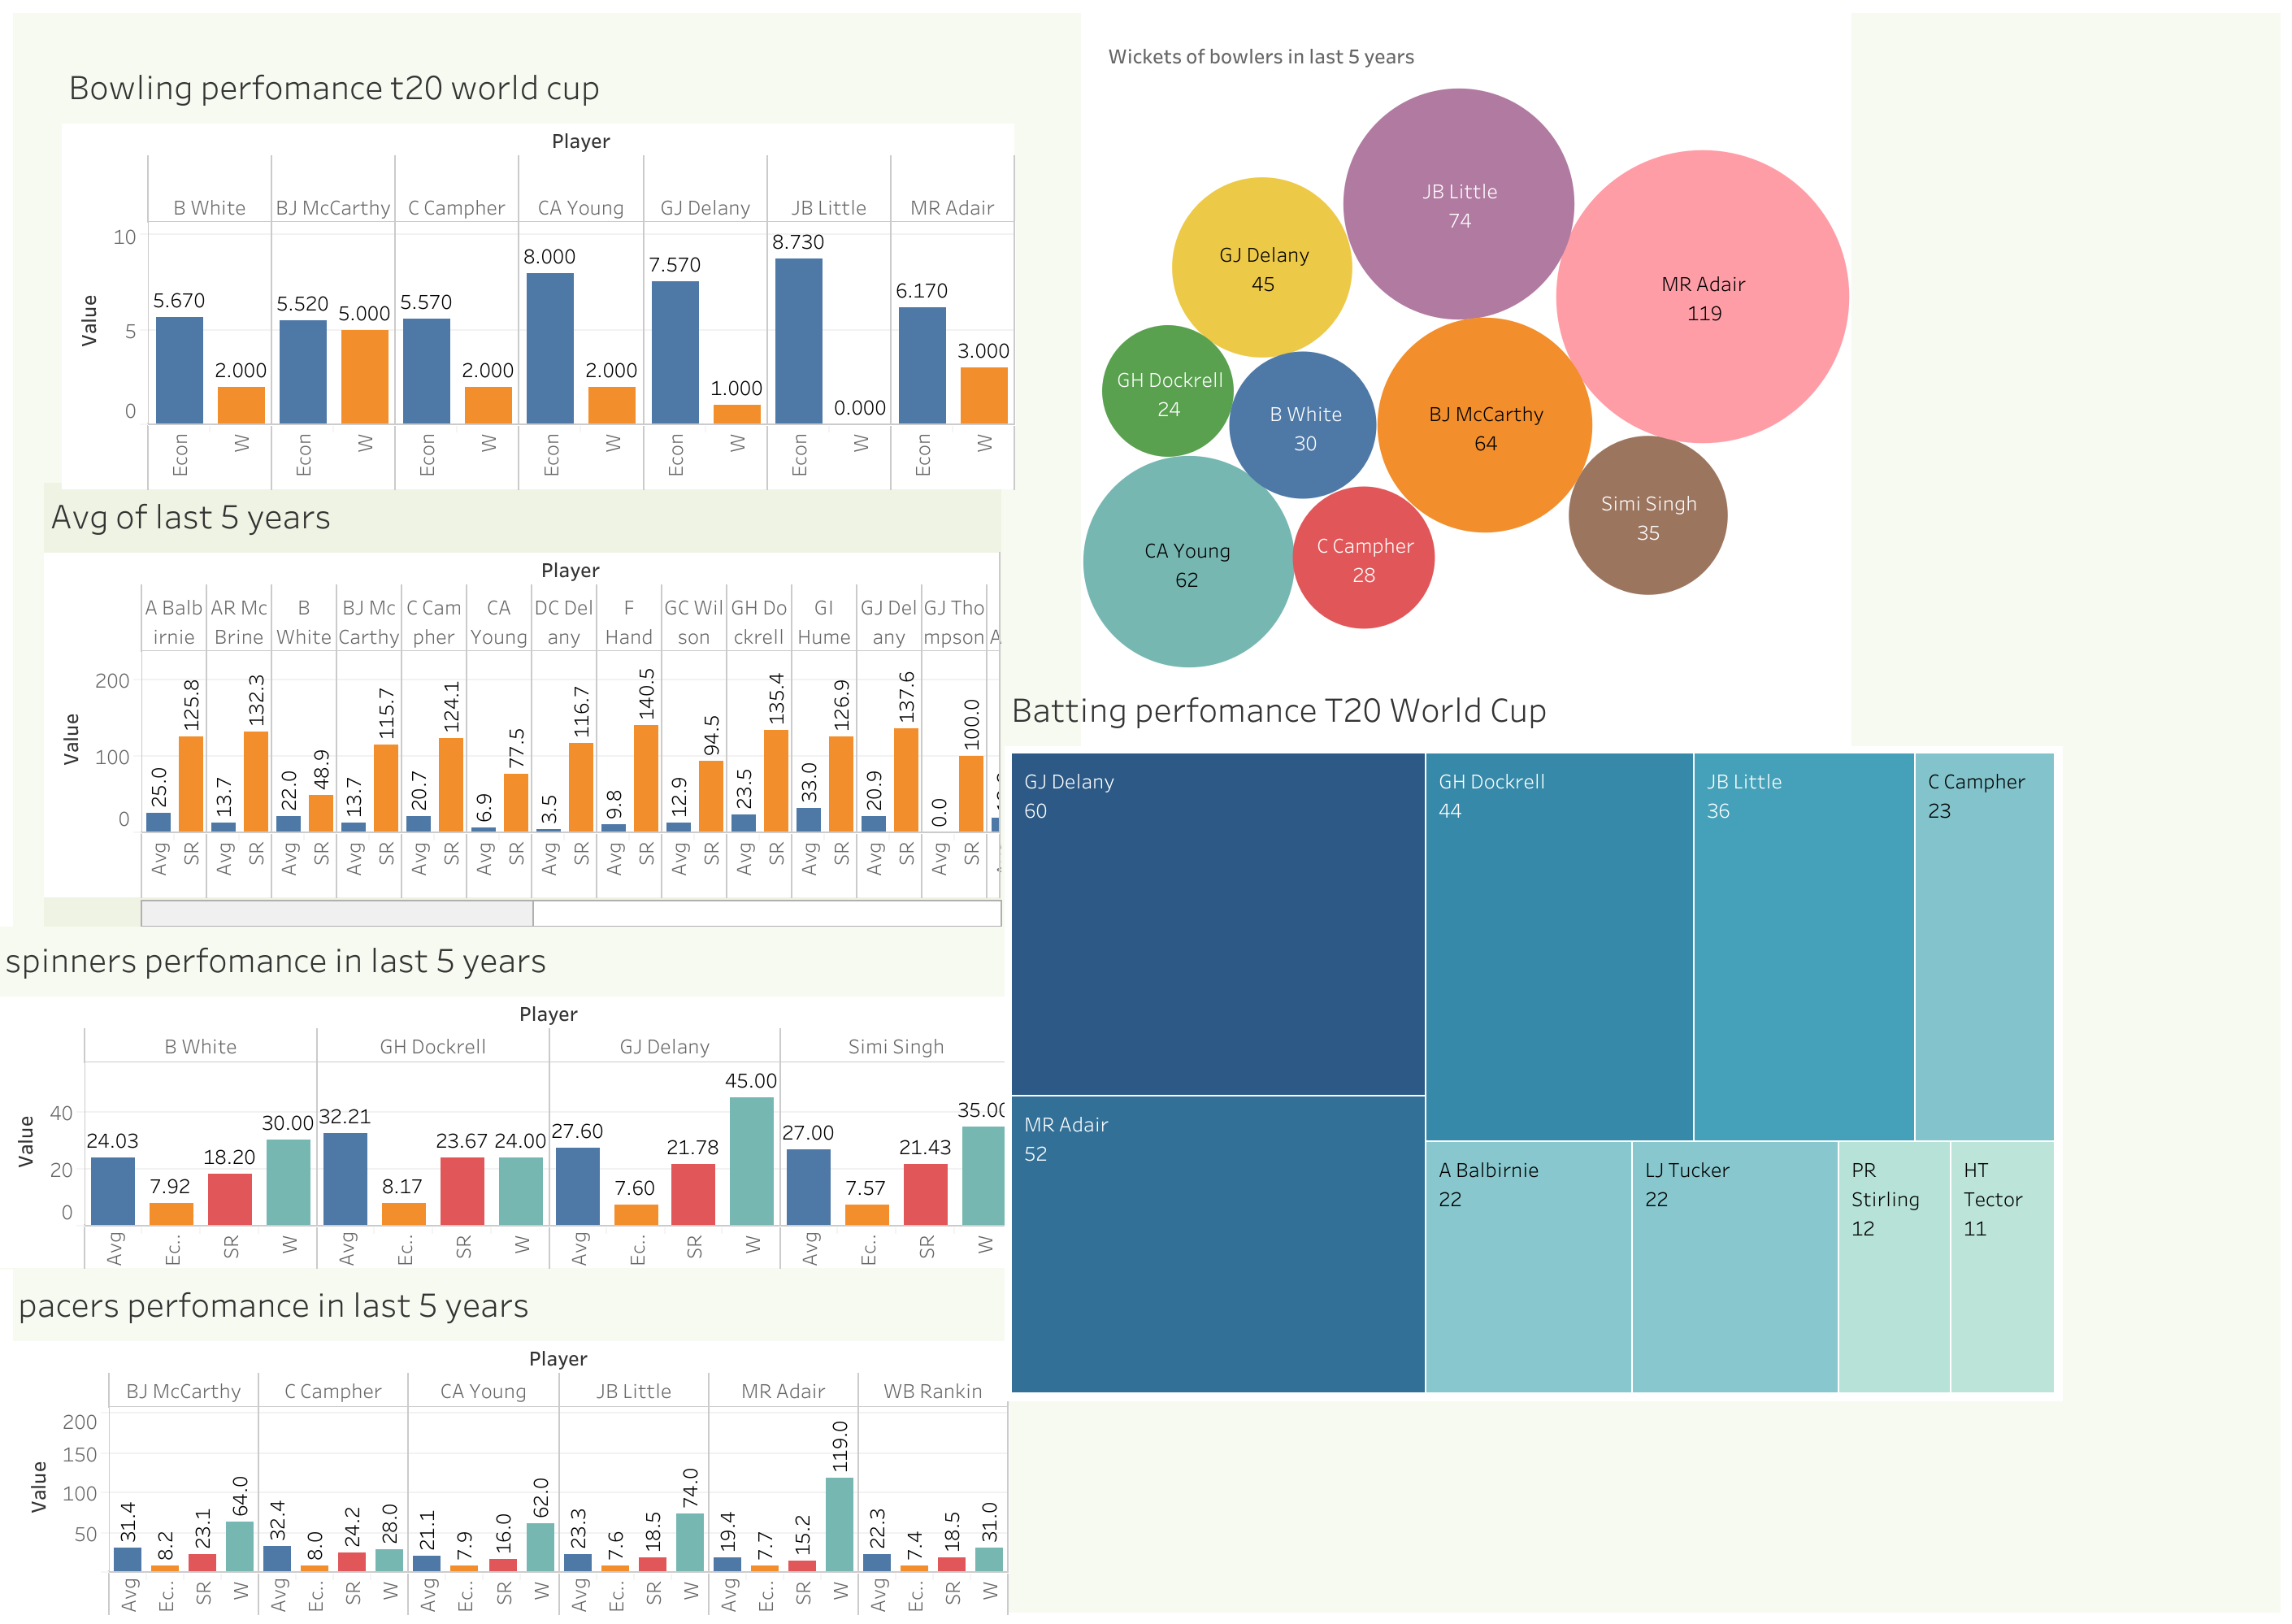 Bowling perfomance t20 world cup
Player
B White BJ McCarthy C Campher CA Young GJ Delany JB Little MR Adair
Value
10
5
0
5.670 2.000 5.520 5.000 5.570 2.000 8.000 2.000 7.570 1.000 8.730 0.000 6.170 3.000
Econ W Econ W Econ W Econ W Econ W Econ W Econ W
Avg of last 5 years
Player
A Balb AR Mc B BJ Mc C Cam CA DC Del F GC Wil GH Do GI GJ Del GJ Tho
irnie Brine White Carthy pher Young any Hand son ckrell Hume any mpson A
Value
200
100
0
25.0 125.8 13.7 132.3 22.0 48.9 13.7 115.7 20.7 124.1 6.9 77.5 3.5 116.7 9.8 140.5 12.9 94.5 23.5 135.4 33.0 126.9 20.9 137.6 0.0 100.0
Avg SR Avg SR Avg SR Avg SR Avg SR Avg SR Avg SR Avg SR Avg SR Avg SR Avg SR Avg SR Avg SR
spinners perfomance in last 5 years
Player
B White GH Dockrell GJ Delany Simi Singh
Value
40
20
0
24.03 7.92 18.20 30.00 32.21 8.17 23.67 24.00 27.60 7.60 21.78 45.00 27.00 7.57 21.43 35.00
Avg Ec.. SR W Avg Ec.. SR W Avg Ec.. SR W Avg Ec.. SR W
pacers perfomance in last 5 years
Player
BJ McCarthy C Campher CA Young JB Little MR Adair WB Rankin
Value
200
150
100
50
31.4 8.2 23.1 64.0 32.4 8.0 24.2 28.0 21.1 7.9 16.0 62.0 23.3 7.6 18.5 74.0 19.4 7.7 15.2 119.0 22.3 7.4 18.5 31.0
Avg Ec.. SR W Avg Ec.. SR W Avg Ec.. SR W Avg Ec.. SR W Avg Ec.. SR W Avg Ec.. SR W
Wickets of bowlers in last 5 years
JB Little
74
GJ Delany
45
MR Adair
119
GH Dockrell
24
B White
30
BJ McCarthy
64
Simi Singh
35
CA Young
62
C Campher
28
Batting perfomance T20 World Cup
GJ Delany
60
GH Dockrell
44
JB Little
36
C Campher
23
MR Adair
52
A Balbirnie
22
LJ Tucker
22
PR
Stirling
12
HT
Tector
11